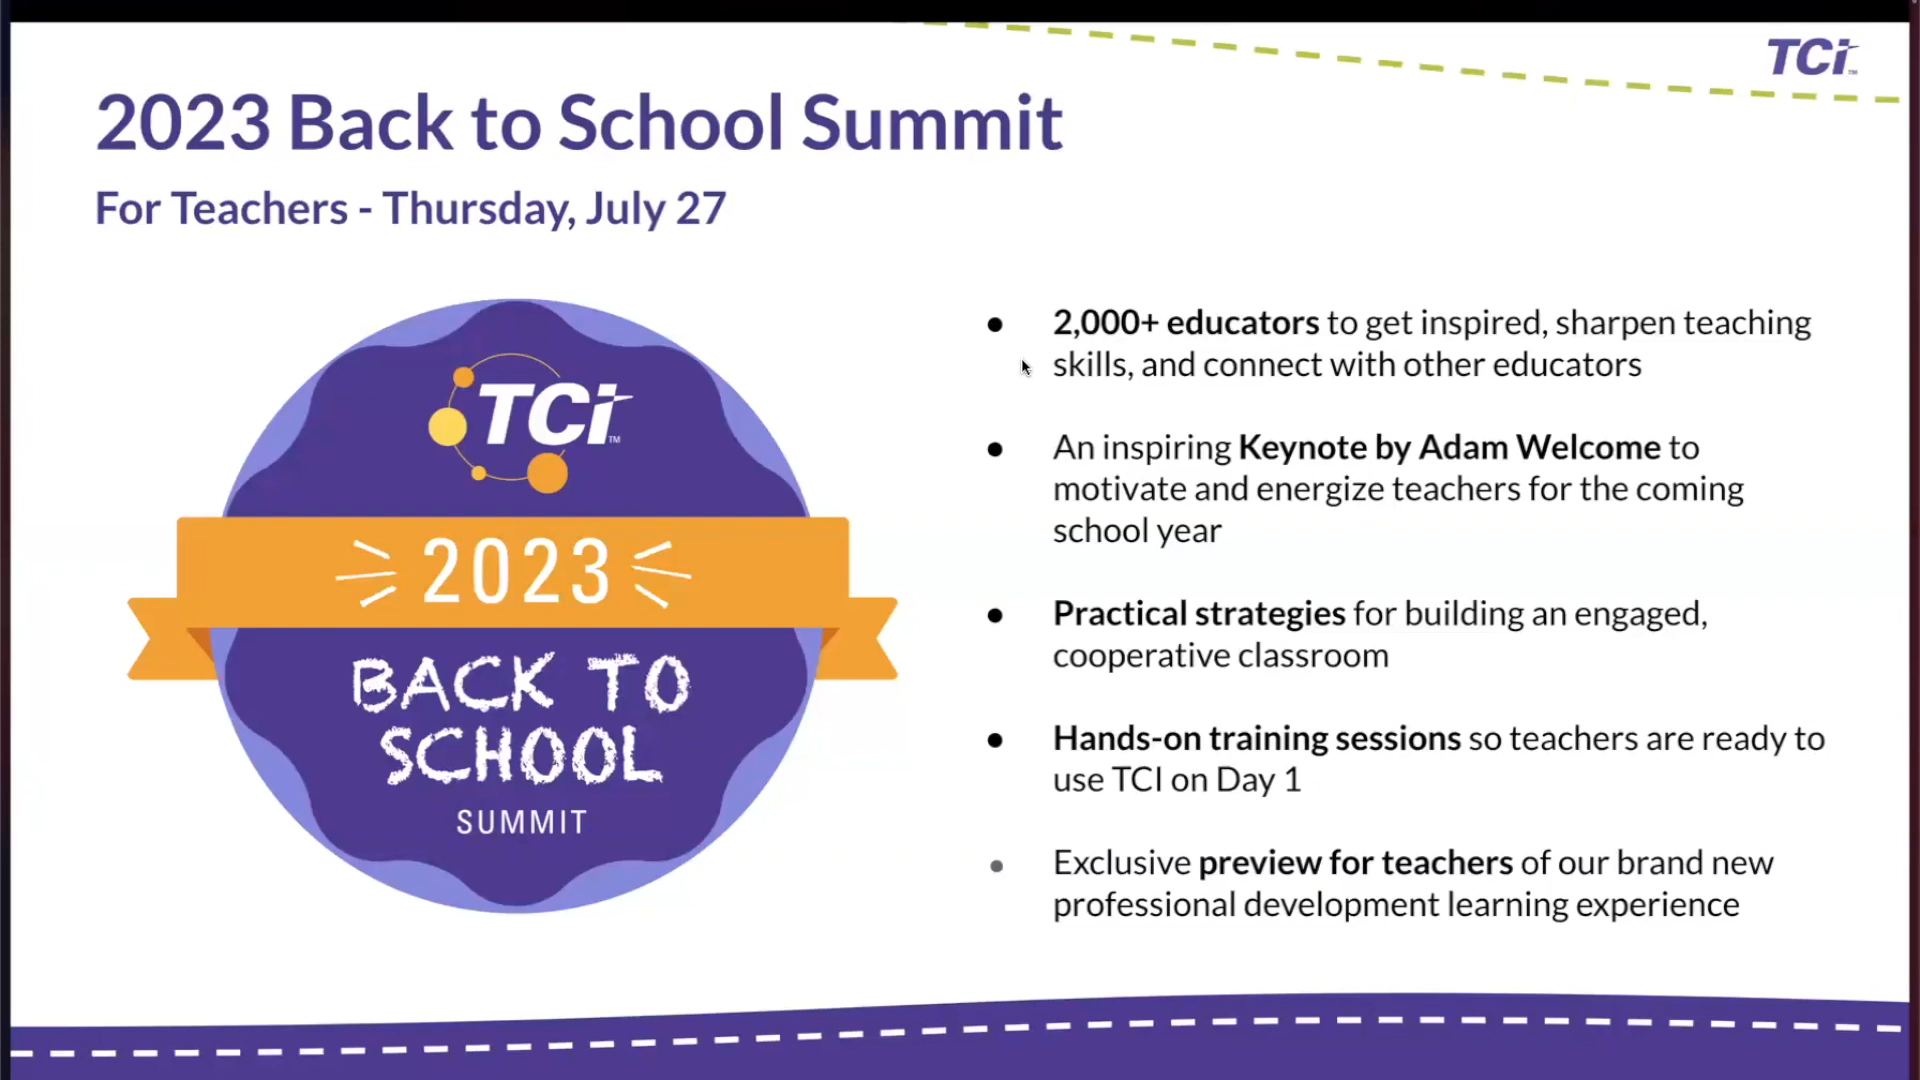 TCi™
2023 Back to School Summit
For Teachers - Thursday, July 27
TCi™
2023
BACK TO
SCHOOL
SUMMIT
● 2,000+ educators to get inspired, sharpen teaching
skills, and connect with other educators
● An inspiring Keynote by Adam Welcome to
motivate and energize teachers for the coming
school year
● Practical strategies for building an engaged,
cooperative classroom
● Hands-on training sessions so teachers are ready to
use TCI on Day 1
● Exclusive preview for teachers of our brand new
professional development learning experience